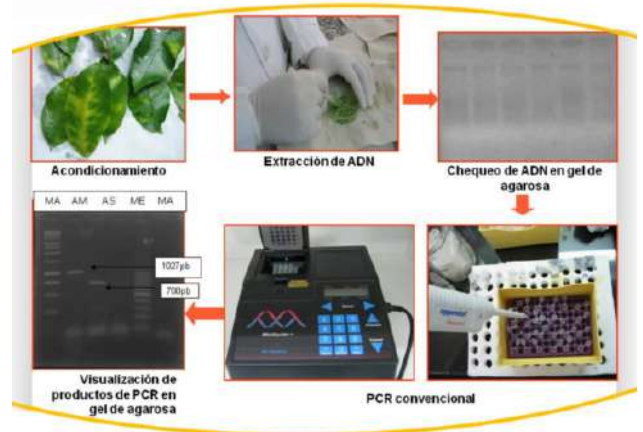 Acondicionamiento
Extracción de ADN
Chequeo de ADN en gel de
agarosa
MA AM AS ME MA
1027pb
700pb
Visualización de
productos de PCR en
gel de agarosa
PCR convencional